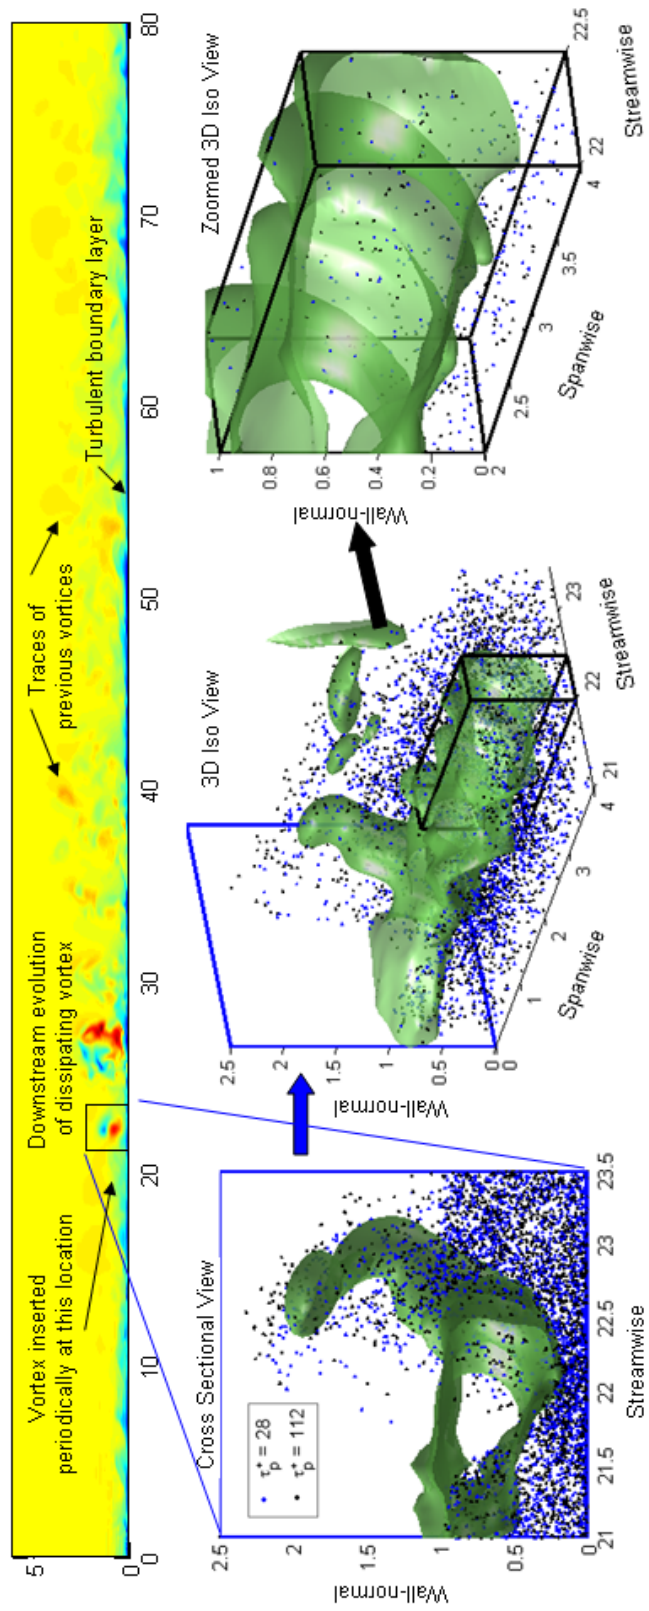 5
0
0
10
20
30
40
50
60
70
80
Vortex inserted
periodically at this location
Downstream evolution
of dissipating vortex
Traces of
previous vortices
Turbulent boundary layer
Cross Sectional View
τp+ = 28
τp+ = 112
Wall-normal
2.5
2
1.5
1
0.5
0
21
21.5
22
22.5
23
23.5
Streamwise
3D Iso View
Wall-normal
2.5
2
1.5
1
0.5
0
0
1
2
3
4
Spanwise
21
22
23
Streamwise
Zoomed 3D Iso View
Wall-normal
1
0.8
0.6
0.4
0.2
0
2
2.5
3
3.5
4
Spanwise
22
22.5
Streamwise